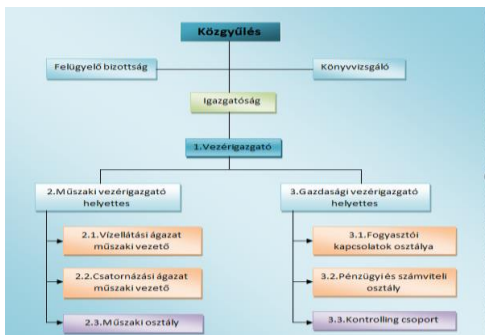 Közgyűlés
Felügyelő bizottság
Könyvvizsgáló
Igazgatóság
1.Vezérigazgató
2.Műszaki vezérigazgató
helyettes
3.Gazdasági vezérigazgató
helyettes
2.1.Vízellátási ágazat
műszaki vezető
3.1.Fogyasztói
kapcsolatok osztálya
2.2.Csatornázási ágazat
műszaki vezető
3.2.Pénzügyi és számviteli
osztály
2.3.Műszaki osztály
3.3.Kontrolling csoport